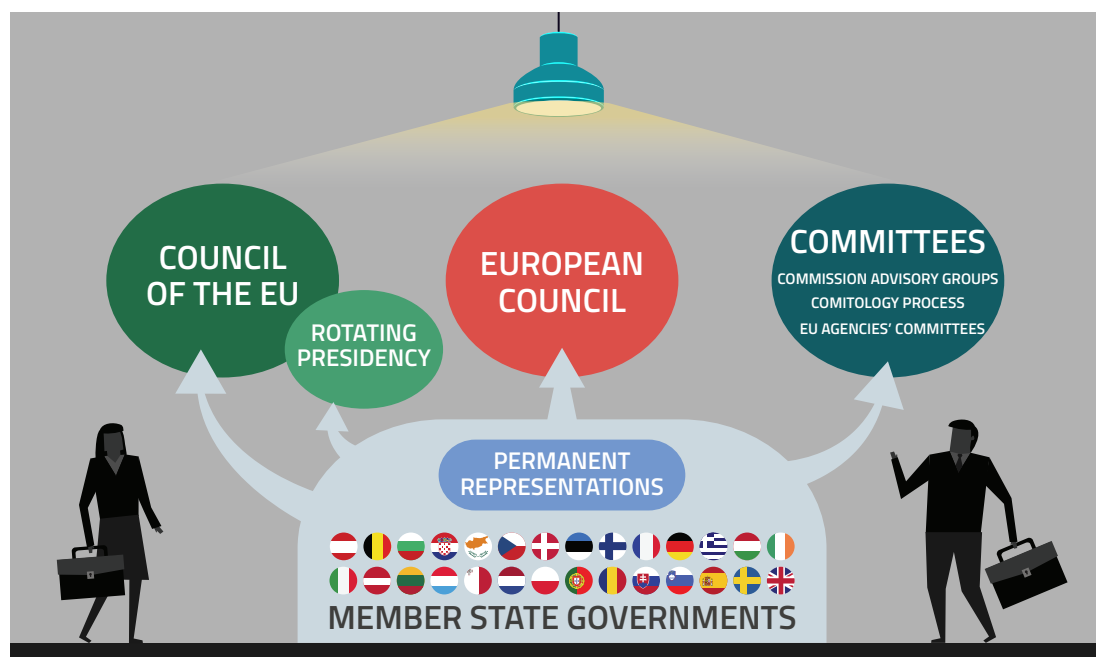 COUNCIL
OF THE EU
ROTATING
PRESIDENCY
EUROPEAN
COUNCIL
COMMITTEES
COMMISSION ADVISORY GROUPS
COMITOLOGY PROCESS
EU AGENCIES’ COMMITTEES
PERMANENT
REPRESENTATIONS
MEMBER STATE GOVERNMENTS